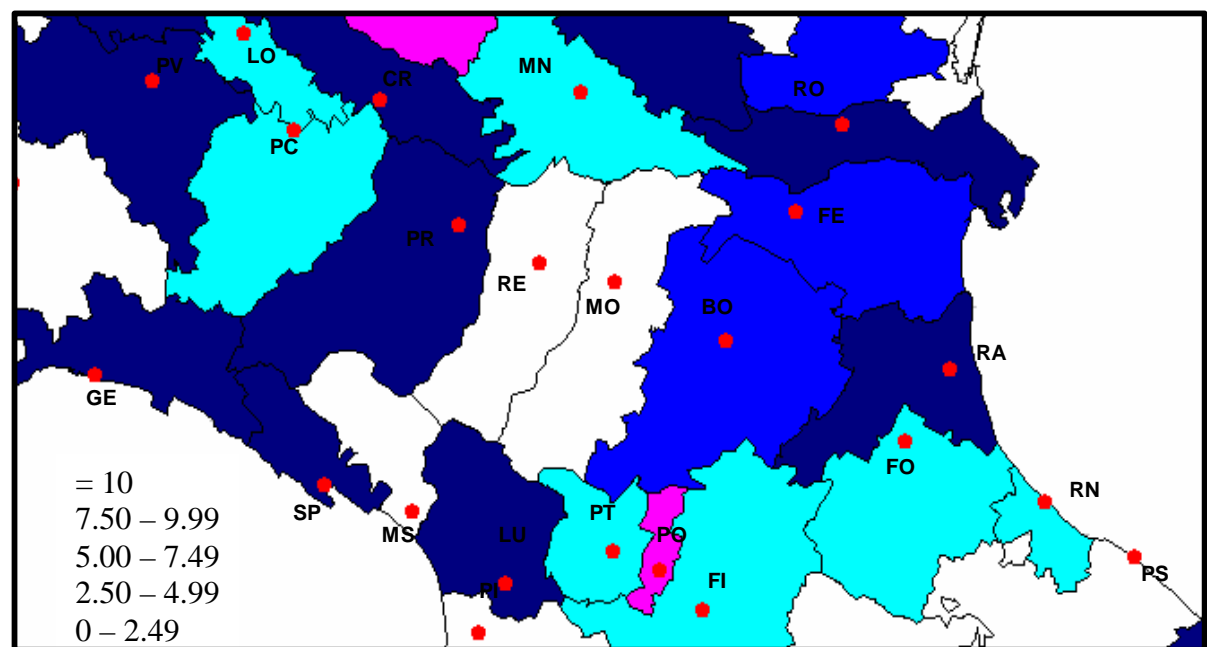 LO
PV
CR
MN
RO
PC
FE
PR
RE
MO
BO
RA
GE
FO
SP
MS
LU
PT
PO
RN
PI
FI
PS
= 10
7.50 – 9.99
5.00 – 7.49
2.50 – 4.99
0 – 2.49